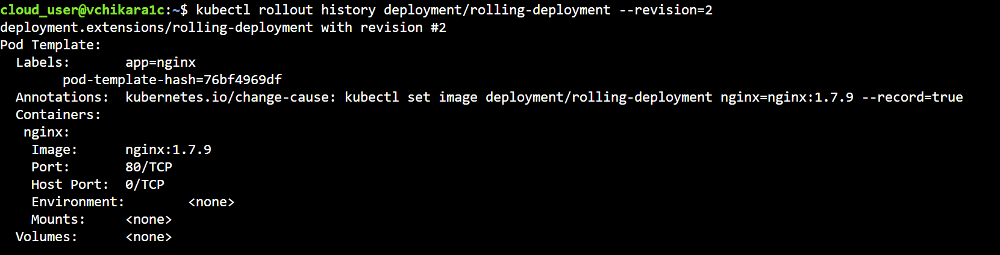 cloud_user@vchikara1c:~$ kubectl rollout history deployment/rolling-deployment --revision=2
deployment.extensions/rolling-deployment with revision #2
Pod Template:
  Labels:       app=nginx
        pod-template-hash=76bf4969df
  Annotations:  kubernetes.io/change-cause: kubectl set image deployment/rolling-deployment nginx=nginx:1.7.9 --record=true
  Containers:
   nginx:
    Image:      nginx:1.7.9
    Port:       80/TCP
    Host Port:  0/TCP
    Environment:        <none>
    Mounts:     <none>
  Volumes:      <none>